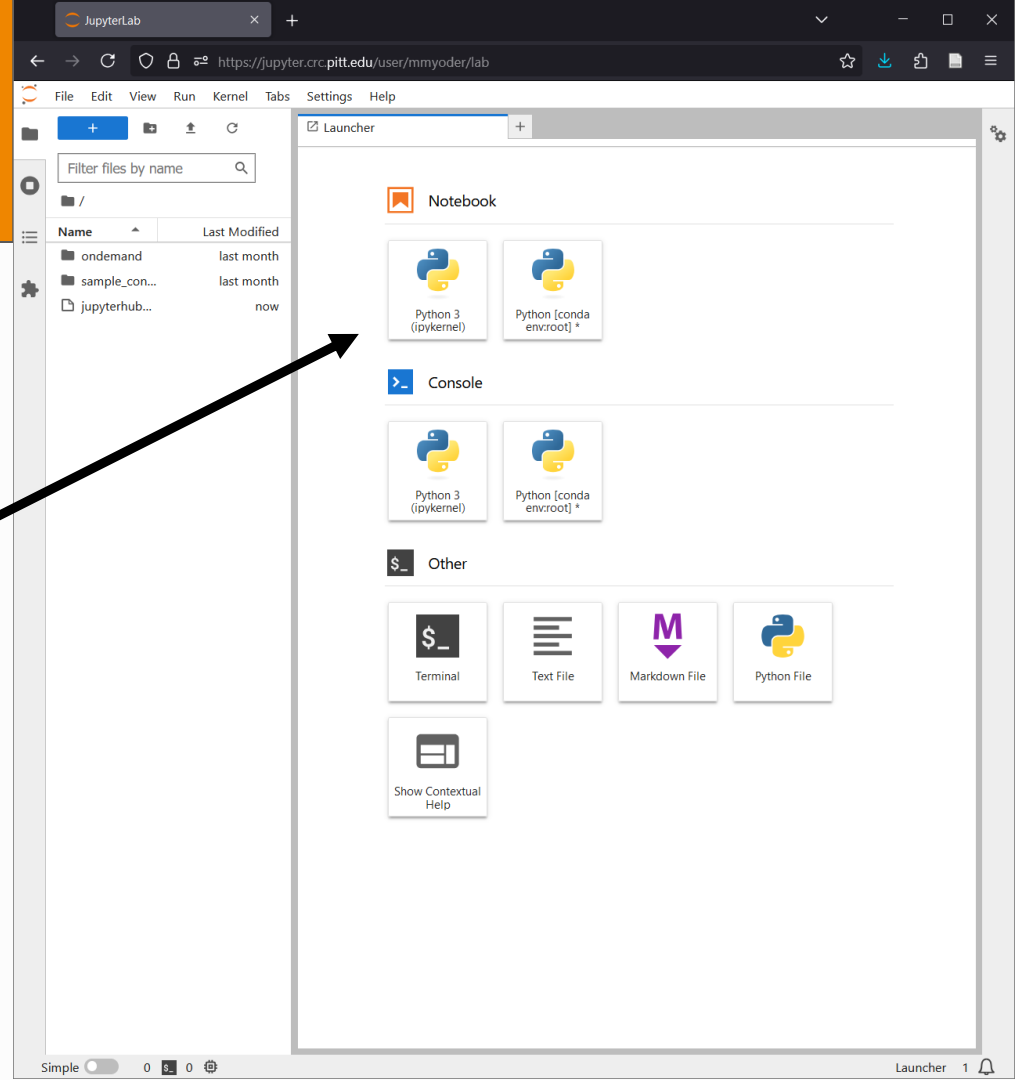 JupyterLab
https://jupyter.crc.pitt.edu/user/mmyoder/lab
File Edit View Run Kernel Tabs Settings Help
Launcher
Filter files by name
/
Name Last Modified
ondemand last month
sample_con... last month
jupyterhub... now
Notebook
Python 3
(ipykernel)
Python [conda
env:root] *
Console
Python 3
(ipykernel)
Python [conda
env:root] *
$_ Other
$_
Terminal
Text File
M
Markdown File
Python File
Show Contextual
Help
Simple 0 $_ 0 Launcher 1